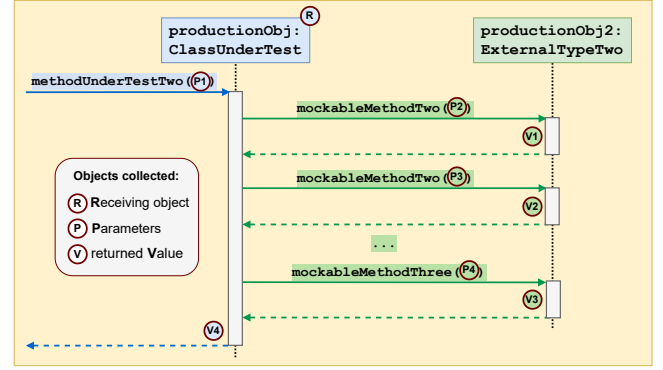 R
productionObj:
ClassUnderTest
productionObj2:
ExternalTypeTwo
methodUnderTestTwo(P1)
mockableMethodTwo(P2)
V1
mockableMethodTwo(P3)
V2
...
mockableMethodThree(P4)
V3
V4
Objects collected:
R Receiving object
P Parameters
V returned Value